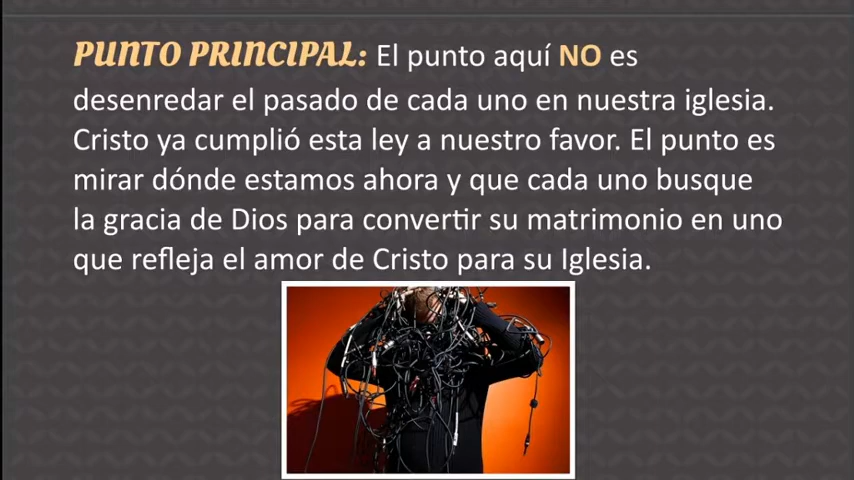 PUNTO PRINCIPAL: El punto aquí NO es
desenredar el pasado de cada uno en nuestra iglesia.
Cristo ya cumplió esta ley a nuestro favor. El punto es
mirar dónde estamos ahora y que cada uno busque
la gracia de Dios para convertir su matrimonio en uno
que refleja el amor de Cristo para su Iglesia.